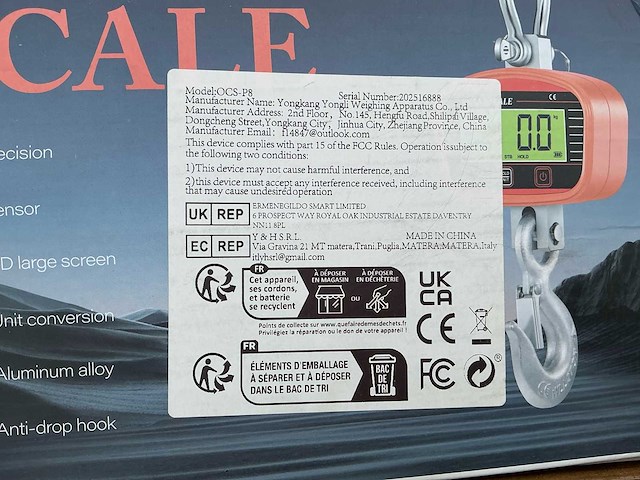 CALE
ecision
ensor
D large screen
Unit conversion
Aluminum alloy
Anti-drop hook
Model:OCS-P8 Serial Number:202516888
Manufacturer Name: Yongkang Yongli Weighing Apparatus Co., Ltd
Manufacturer Address: 2nd Floor, No.145, Hengfu Road.Shilipai Village,
Dongcheng Street,Yongkang City, Jinhua City, Zhejiang Province, China
Manufacturer Email: fl4847@outlook.com
This device complies with part 15 of the FCC Rules. Operation is subject to
the following two conditions:
1)This device may not cause harmful interference, and
2)this device must accept any interference received, including interference
that may cause undesired operation
UK REP
ERMENEGILDO SMART LIMITED
6 PROSPECT WAY ROYAL OAK INDUSTRIAL ESTATE DAVENTRY
NN11 8PL
EC REP
Y & H S.R.L. MADE IN CHINA
Via Gravina 21 MT matera,Trani,Puglia,MATERA:MATERA,Italy
itlyhsrl@gmail.com
FR
Cet appareil,
ses cordons,
et batterie
se recyclent
À DÉPOSER
EN MAGASIN
OU
À DÉPOSER
EN DÉCHÈTERIE
Points de collecte sur www.quefairedemesdechets.fr
Privilégiez la réparation ou le don de votre appareil !
FR
ÉLÉMENTS D'EMBALLAGE
À SÉPARER ET À DÉPOSER
DANS LE BAC DE TRI
BAC
DE
TRI
UK
CA
CE
FC
ALE
CE
0.0
HOLD